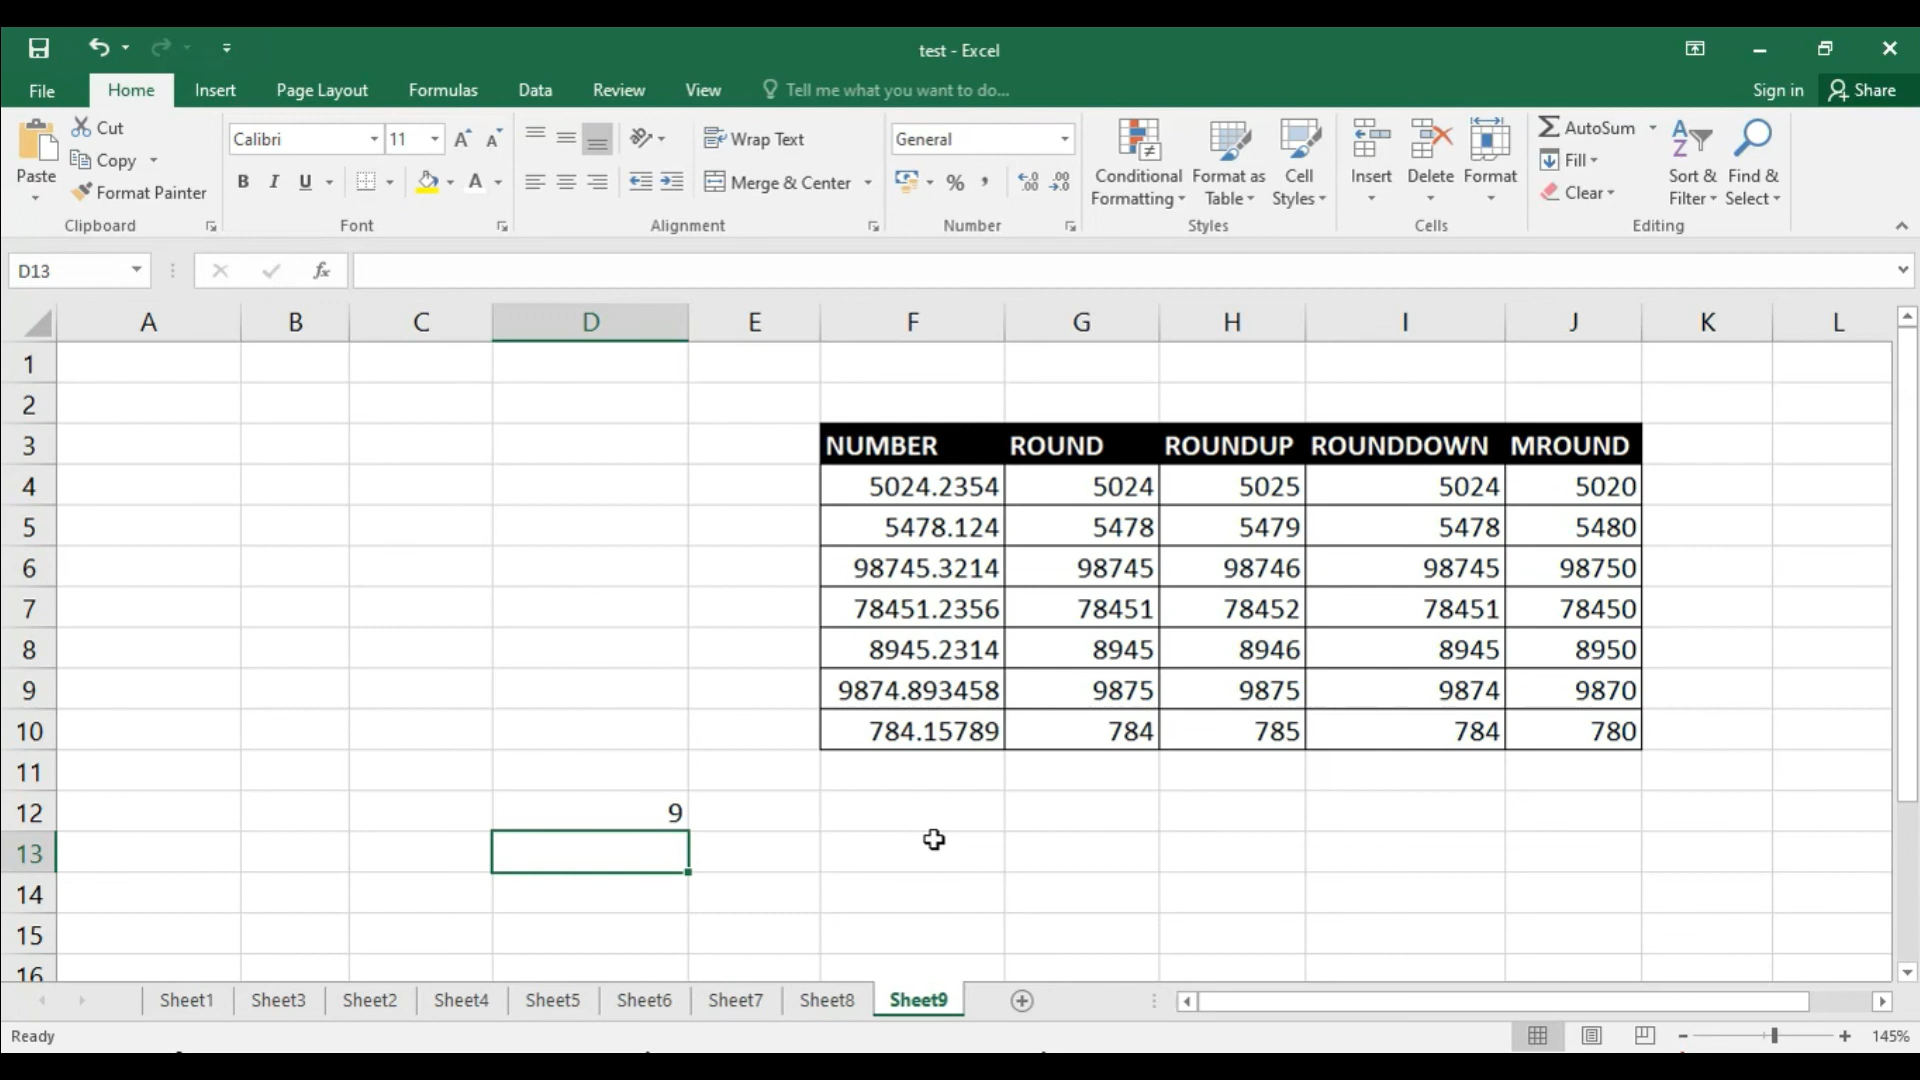 test - Excel
File Home Insert Page Layout Formulas Data Review View Tell me what you want to do... Sign in Share
Paste Cut Copy Format Painter Clipboard
Calibri 11 B I U A Font
Wrap Text Merge & Center Alignment
General % , Number
Conditional Formatting Format as Table Cell Styles Styles
Insert Delete Format Cells
AutoSum Fill Clear Sort & Filter Find & Select Editing
D13 fx
A B C D E F G H I J K L
1
2
3 NUMBER ROUND ROUNDUP ROUNDDOWN MROUND
4 5024.2354 5024 5025 5024 5020
5 5478.124 5478 5479 5478 5480
6 98745.3214 98745 98746 98745 98750
7 78451.2356 78451 78452 78451 78450
8 8945.2314 8945 8946 8945 8950
9 9874.893458 9875 9875 9874 9870
10 784.15789 784 785 784 780
11
12 9
13
14
15
16
Sheet1 Sheet3 Sheet2 Sheet4 Sheet5 Sheet6 Sheet7 Sheet8 Sheet9
Ready 145%